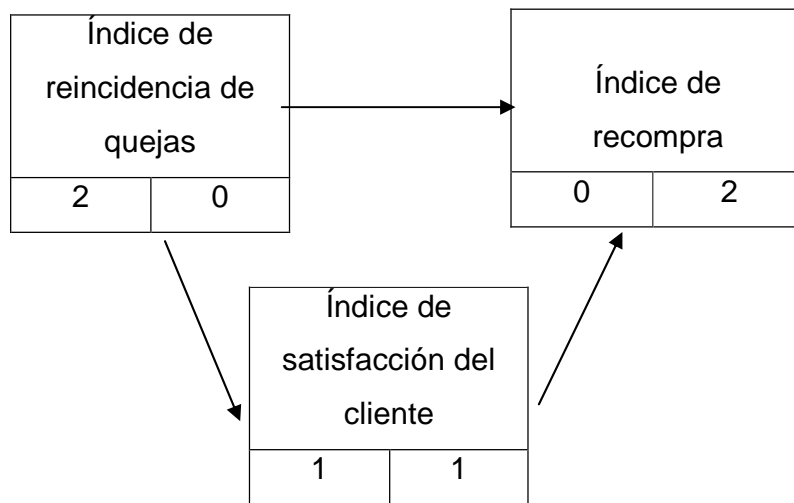 Índice de
reincidencia de
quejas
2 0
Índice de
recompra
0 2
Índice de
satisfacción del
cliente
1 1